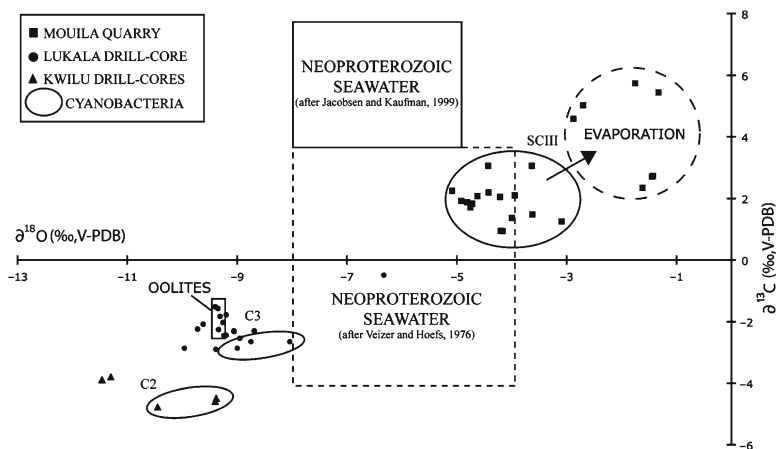 MOUILA QUARRY
LUKALA DRILL-CORE
KWILU DRILL-CORES
CYANOBACTERIA
NEOPROTEROZOIC
SEAWATER
(after Jacobsen and Kaufman, 1999)
8
6
4
2
0
-2
-4
-6
SCIII
EVAPORATION
∂18O (‰,V-PDB)
-13
-11
-9
-7
-5
-3
-1
∂13C (‰,V-PDB)
OOLITES
C3
NEOPROTEROZOIC
SEAWATER
(after Veizer and Hoefs, 1976)
C2